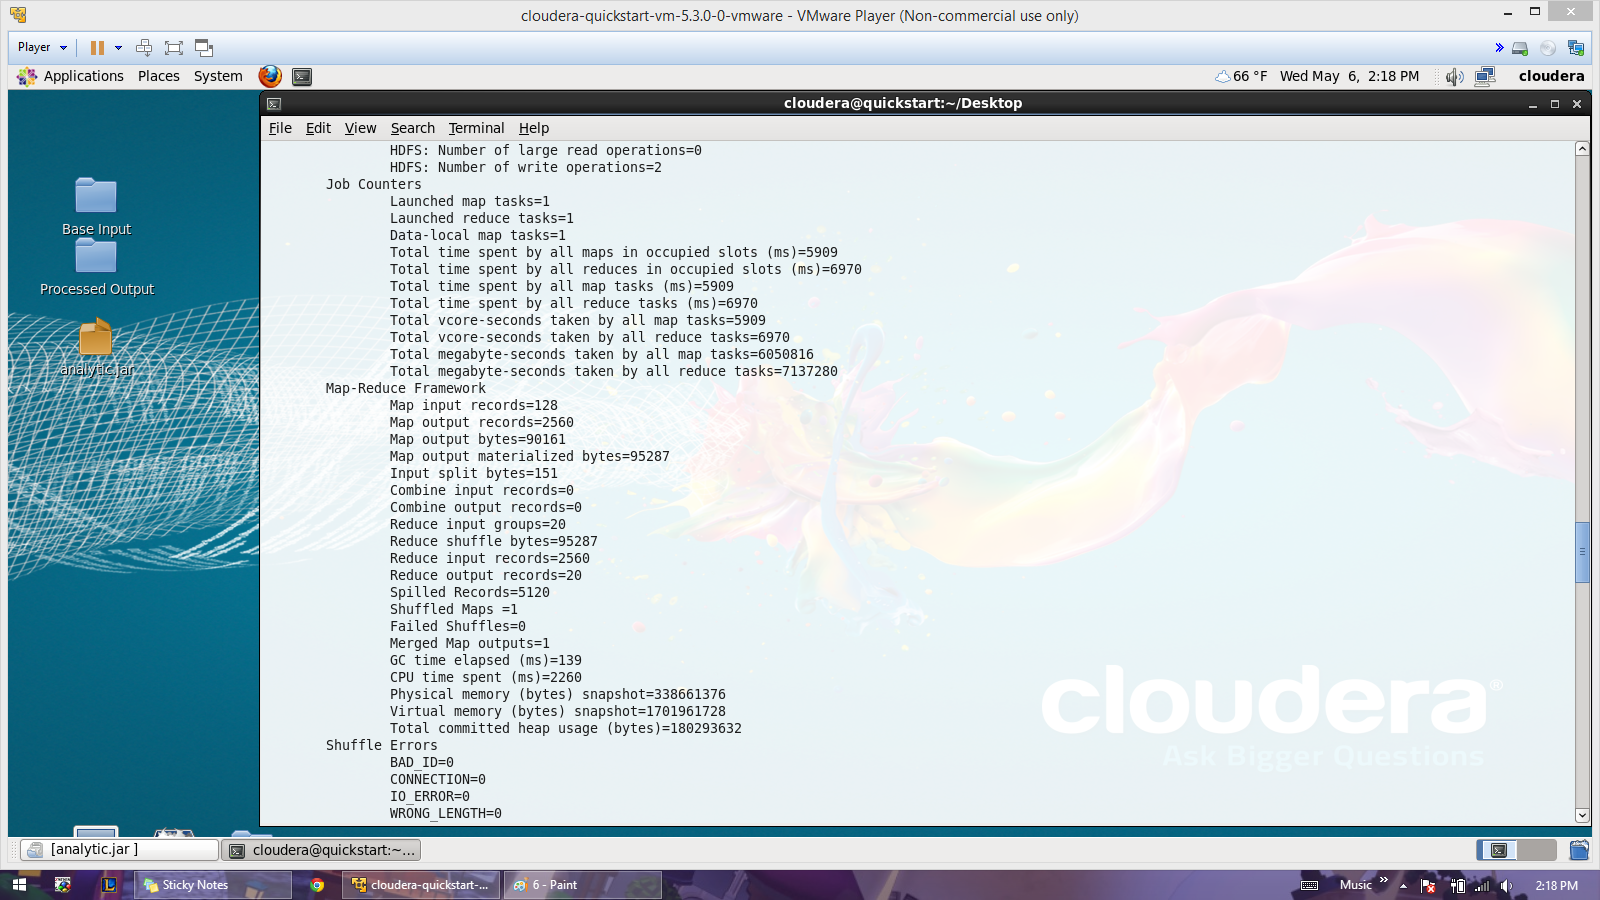 cloudera-quickstart-vm-5.3.0-0-vmware - VMware Player (Non-commercial use only)
Player
Applications Places System 66 °F Wed May 6, 2:18 PM cloudera
cloudera@quickstart:~/Desktop
File Edit View Search Terminal Help
HDFS: Number of large read operations=0
HDFS: Number of write operations=2
Job Counters
Launched map tasks=1
Launched reduce tasks=1
Data-local map tasks=1
Total time spent by all maps in occupied slots (ms)=5909
Total time spent by all reduces in occupied slots (ms)=6970
Total time spent by all map tasks (ms)=5909
Total time spent by all reduce tasks (ms)=6970
Total vcore-seconds taken by all map tasks=5909
Total vcore-seconds taken by all reduce tasks=6970
Total megabyte-seconds taken by all map tasks=6050816
Total megabyte-seconds taken by all reduce tasks=7137280
Map-Reduce Framework
Map input records=128
Map output records=2560
Map output bytes=90161
Map output materialized bytes=95287
Input split bytes=151
Combine input records=0
Combine output records=0
Reduce input groups=20
Reduce shuffle bytes=95287
Reduce input records=2560
Reduce output records=20
Spilled Records=5120
Shuffled Maps =1
Failed Shuffles=0
Merged Map outputs=1
GC time elapsed (ms)=139
CPU time spent (ms)=2260
Physical memory (bytes) snapshot=338661376
Virtual memory (bytes) snapshot=1701961728
Total committed heap usage (bytes)=180293632
Shuffle Errors
BAD_ID=0
CONNECTION=0
IO_ERROR=0
WRONG_LENGTH=0
Base Input
Processed Output
analytic.jar
cloudera®
Ask Bigger Questions
[analytic.jar ] cloudera@quickstart:~...
Sticky Notes cloudera-quickstart-... 6 - Paint Music 2:18 PM